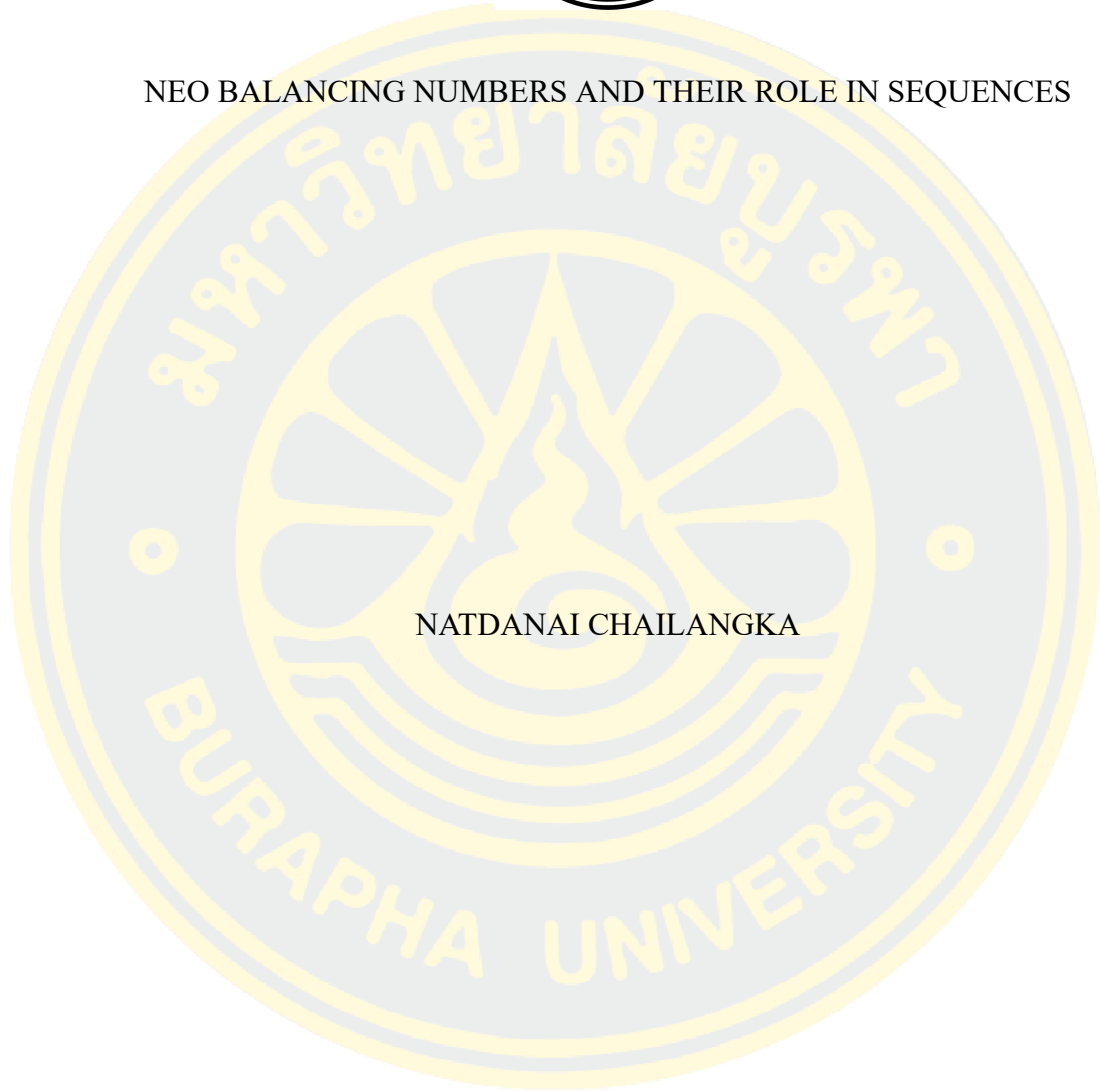 NEO BALANCING NUMBERS AND THEIR ROLE IN SEQUENCES
มหาวิทยาลัยบูรพา
NATDANAI CHAILANGKA
BURAPHA UNIVERSITY